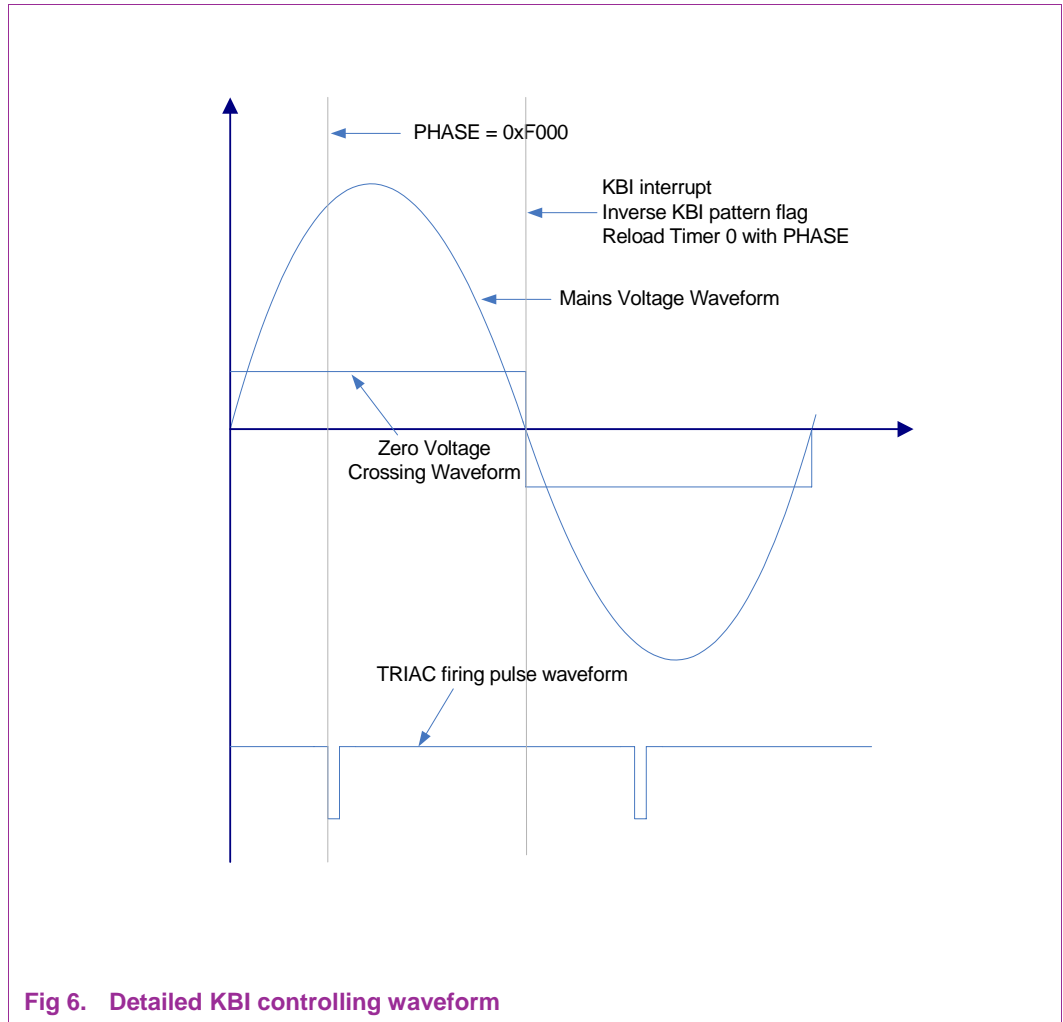 PHASE = 0xF000
KBI interrupt
Inverse KBI pattern flag
Reload Timer 0 with PHASE
Mains Voltage Waveform
Zero Voltage
Crossing Waveform
TRIAC firing pulse waveform
Fig 6. Detailed KBI controlling waveform